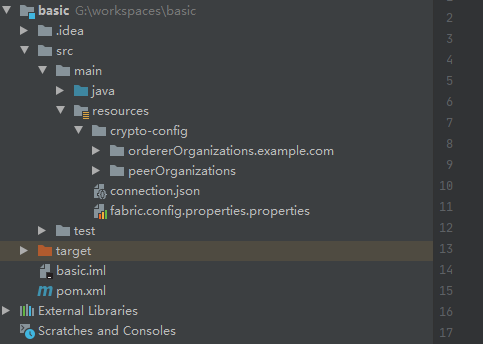 basic G:\workspaces\basic
.idea
src
main
java
resources
crypto-config
ordererOrganizations.example.com
peerOrganizations
connection.json
fabric.config.properties.properties
test
target
basic.iml
pom.xml
External Libraries
Scratches and Consoles
1
2
3
4
5
6
7
8
9
10
11
12
13
14
15
16
17